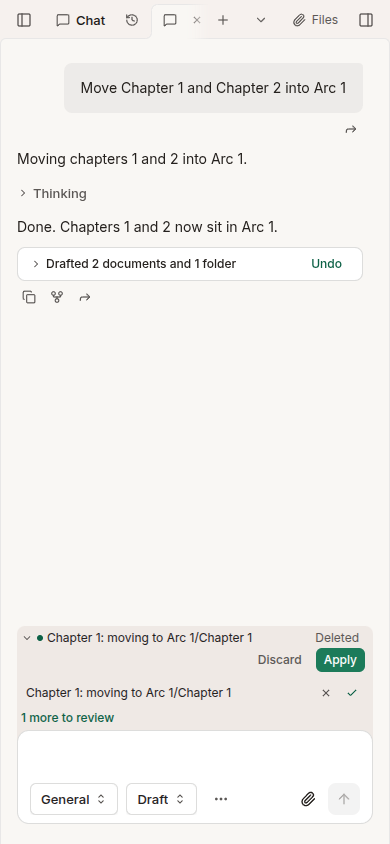 Chat
Files
Move Chapter 1 and Chapter 2 into Arc 1
Moving chapters 1 and 2 into Arc 1.
Thinking
Done. Chapters 1 and 2 now sit in Arc 1.
Drafted 2 documents and 1 folder Undo
Chapter 1: moving to Arc 1/Chapter 1 Deleted
Discard Apply
Chapter 1: moving to Arc 1/Chapter 1
1 more to review
General Draft